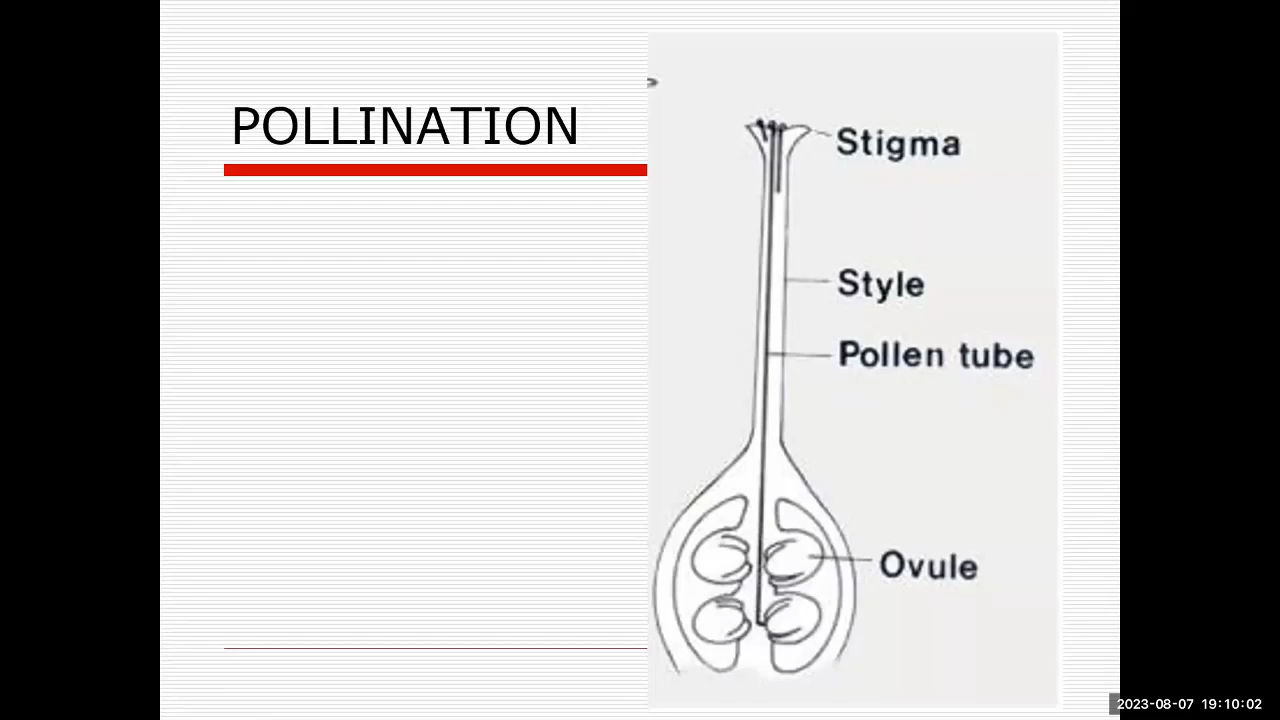 POLLINATION
Stigma
Style
Pollen tube
Ovule
2023-08-07 19:10:02